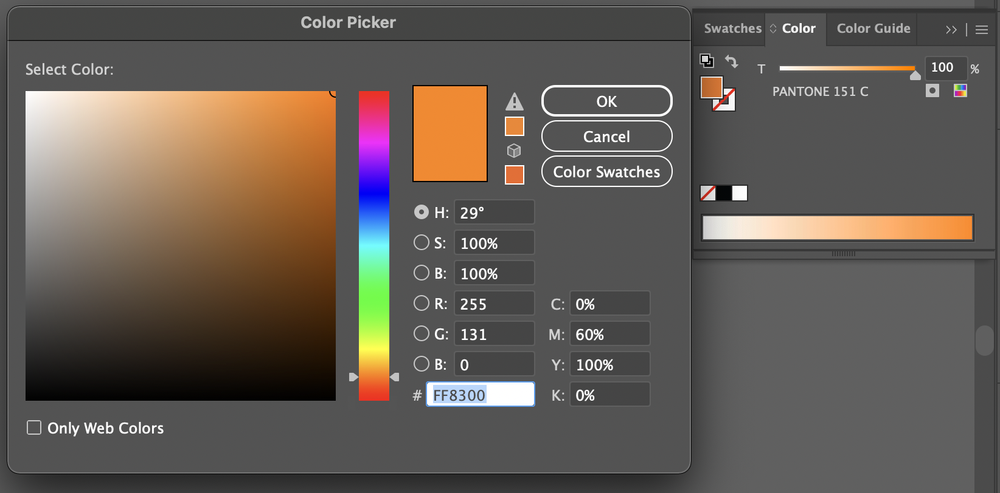 Color Picker
Select Color:
OK
Cancel
Color Swatches
H: 29°
S: 100%
B: 100%
R: 255
G: 131
B: 0
# FF8300
C: 0%
M: 60%
Y: 100%
K: 0%
Only Web Colors
Swatches Color Color Guide
T 100 %
PANTONE 151 C